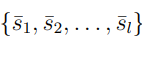 {s̄₁, s̄₂, . . . , s̄ₗ}